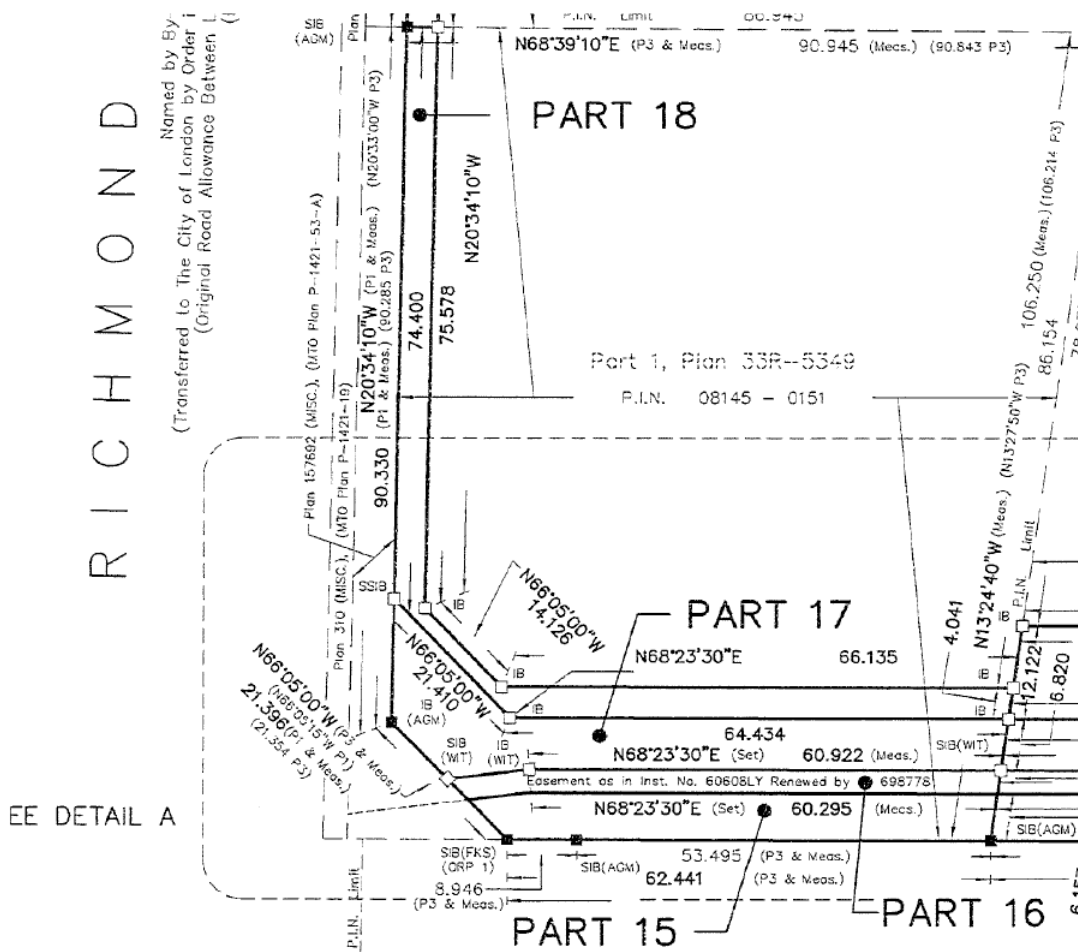 P.I.N. Limit
SIB
(AGM)
Plan
N68°39'10"E (P3 & Meas.)
90.945 (Meas.) (90.843 P3)
RICHMOND
Named by By-
(Transferred to The City of London by Order i
(Original Road Allowance Between L
PART 18
(N20°33'00"W P3)
N20°34'10"W
N20°34'10"W (P1 & Meas.)
90.330 (P1 & Meas.) (90.285 P3)
74.400
75.578
106.250 (Meas.) (106.214 P3)
86.154
Part 1, Plan 33R-5349
P.I.N. 08145 - 0151
Plan 157692 (MISC.), (MTO Plan P-1421-53-A)
Plan 310 (MISC.), (MTO Plan P-1421-19)
N13°24'40"W (Meas.) (N13°27'50"W P3)
P.I.N. Limit
SSIB
IB
IB
N66°05'00"W
14.126
PART 17
4.041
IB
N68°23'30"E 66.135
N66°05'00"W
21.410
N66°05'00"W (P3 & Meas.)
(N66°05'15"W P1)
21.396 (P1 & Meas.)
(21.354 P3)
IB
IB
12.122
6.820
IB
(AGM)
IB
IB
64.434
SIB
(WIT)
IB
(WIT)
SIB(WIT)
N68°23'30"E (Set) 60.922 (Meas.)
Easement as in Inst. No. 60608LY Renewed by 698778
N68°23'30"E (Set) 60.295 (Meas.)
EE DETAIL A
SIB(AGM)
SIB(FKS)
(ORP 1)
SIB(AGM)
53.495 (P3 & Meas.)
62.441 (P3 & Meas.)
8.946
(P3 & Meas.)
P.I.N. Limit
PART 15
PART 16